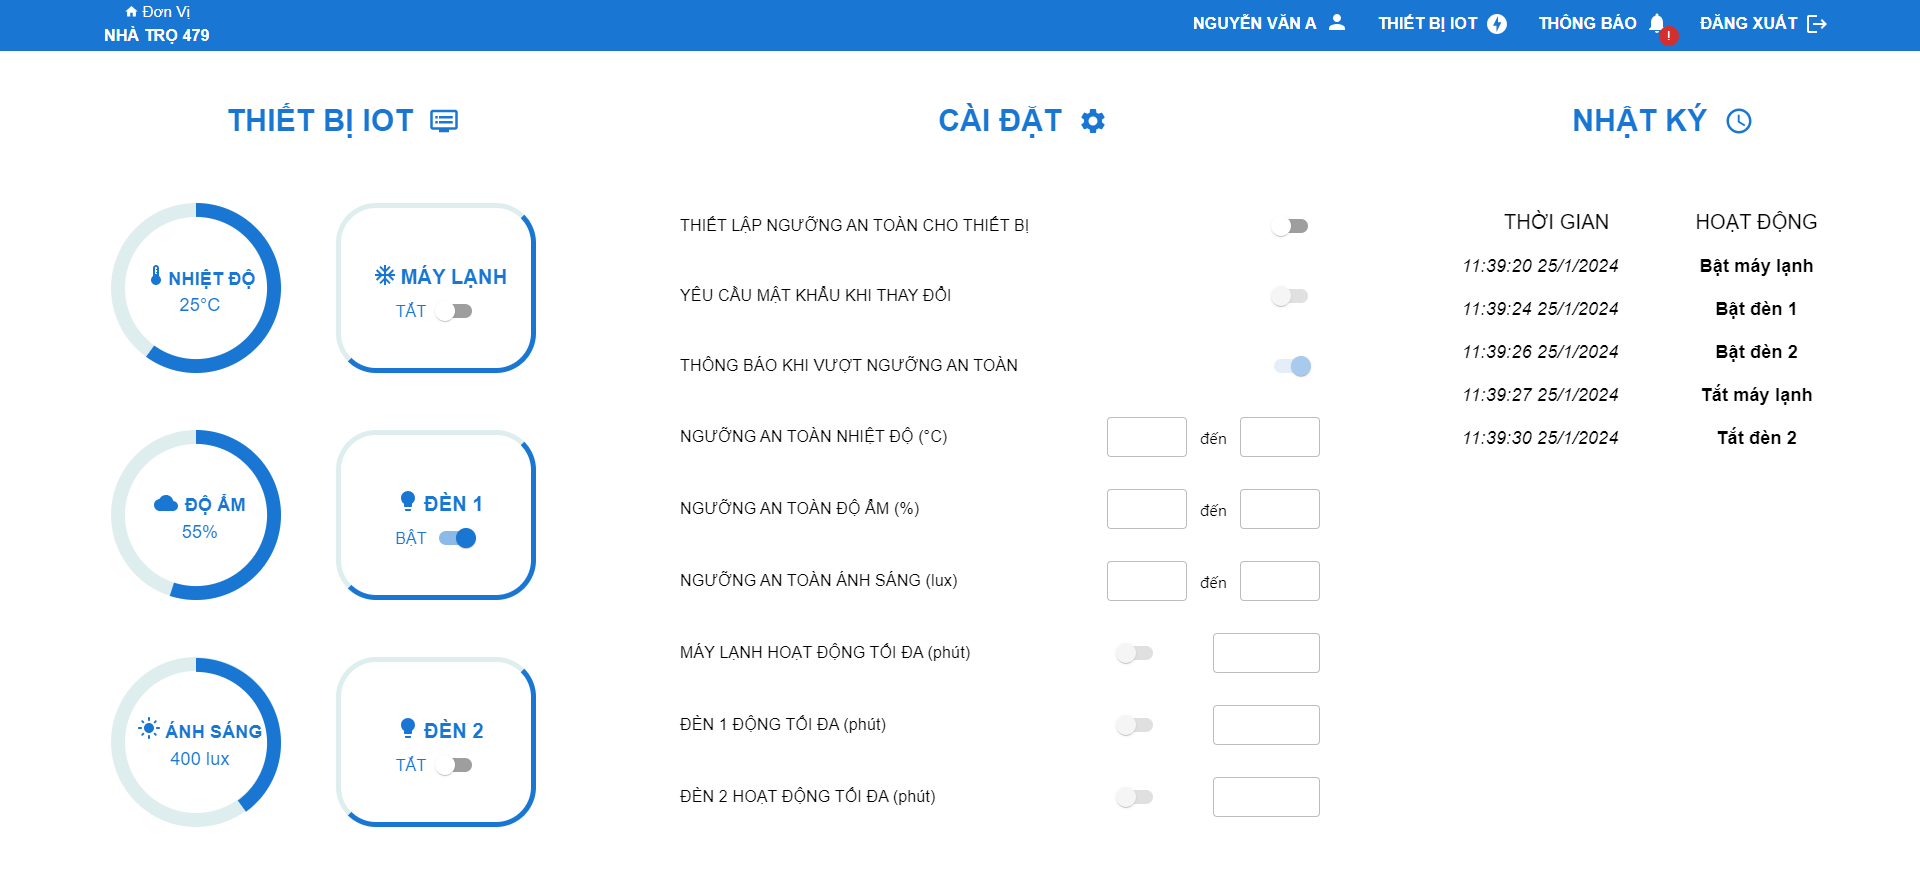 Đơn Vị
NHÀ TRỌ 479
NGUYỄN VĂN A
THIẾT BỊ IOT
THÔNG BÁO
!
ĐĂNG XUẤT
THIẾT BỊ IOT
NHIỆT ĐỘ
25°C
MÁY LẠNH
TẮT
ĐỘ ẨM
55%
ĐÈN 1
BẬT
ÁNH SÁNG
400 lux
ĐÈN 2
TẮT
CÀI ĐẶT
THIẾT LẬP NGƯỠNG AN TOÀN CHO THIẾT BỊ
YÊU CẦU MẬT KHẨU KHI THAY ĐỔI
THÔNG BÁO KHI VƯỢT NGƯỠNG AN TOÀN
NGƯỠNG AN TOÀN NHIỆT ĐỘ (°C)
đến
NGƯỠNG AN TOÀN ĐỘ ẨM (%)
đến
NGƯỠNG AN TOÀN ÁNH SÁNG (lux)
đến
MÁY LẠNH HOẠT ĐỘNG TỐI ĐA (phút)
ĐÈN 1 ĐỘNG TỐI ĐA (phút)
ĐÈN 2 HOẠT ĐỘNG TỐI ĐA (phút)
NHẬT KÝ
THỜI GIAN HOẠT ĐỘNG
11:39:20 25/1/2024 Bật máy lạnh
11:39:24 25/1/2024 Bật đèn 1
11:39:26 25/1/2024 Bật đèn 2
11:39:27 25/1/2024 Tắt máy lạnh
11:39:30 25/1/2024 Tắt đèn 2